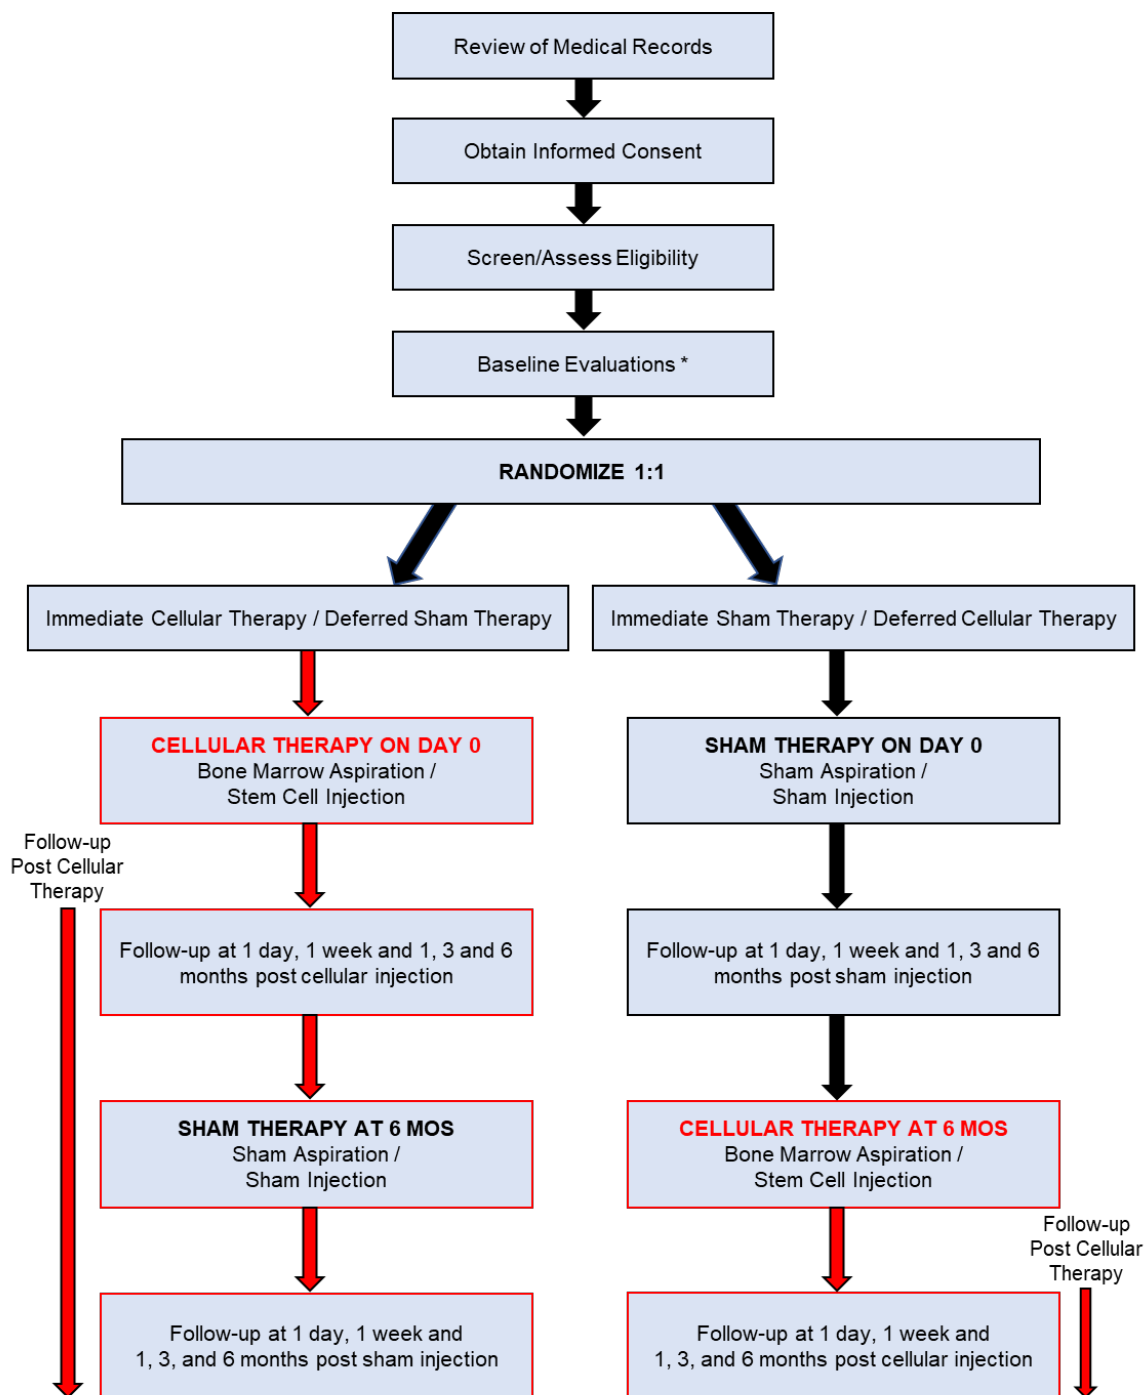 Review of Medical Records
Obtain Informed Consent
Screen/Assess Eligibility
Baseline Evaluations *
RANDOMIZE 1:1
Immediate Cellular Therapy / Deferred Sham Therapy
Immediate Sham Therapy / Deferred Cellular Therapy
CELLULAR THERAPY ON DAY 0
Bone Marrow Aspiration /
Stem Cell Injection
SHAM THERAPY ON DAY 0
Sham Aspiration /
Sham Injection
Follow-up
Post Cellular
Therapy
Follow-up at 1 day, 1 week and 1, 3 and 6
months post cellular injection
Follow-up at 1 day, 1 week and 1, 3 and 6
months post sham injection
SHAM THERAPY AT 6 MOS
Sham Aspiration /
Sham Injection
CELLULAR THERAPY AT 6 MOS
Bone Marrow Aspiration /
Stem Cell Injection
Follow-up
Post Cellular
Therapy
Follow-up at 1 day, 1 week and
1, 3, and 6 months post sham injection
Follow-up at 1 day, 1 week and
1, 3, and 6 months post cellular injection